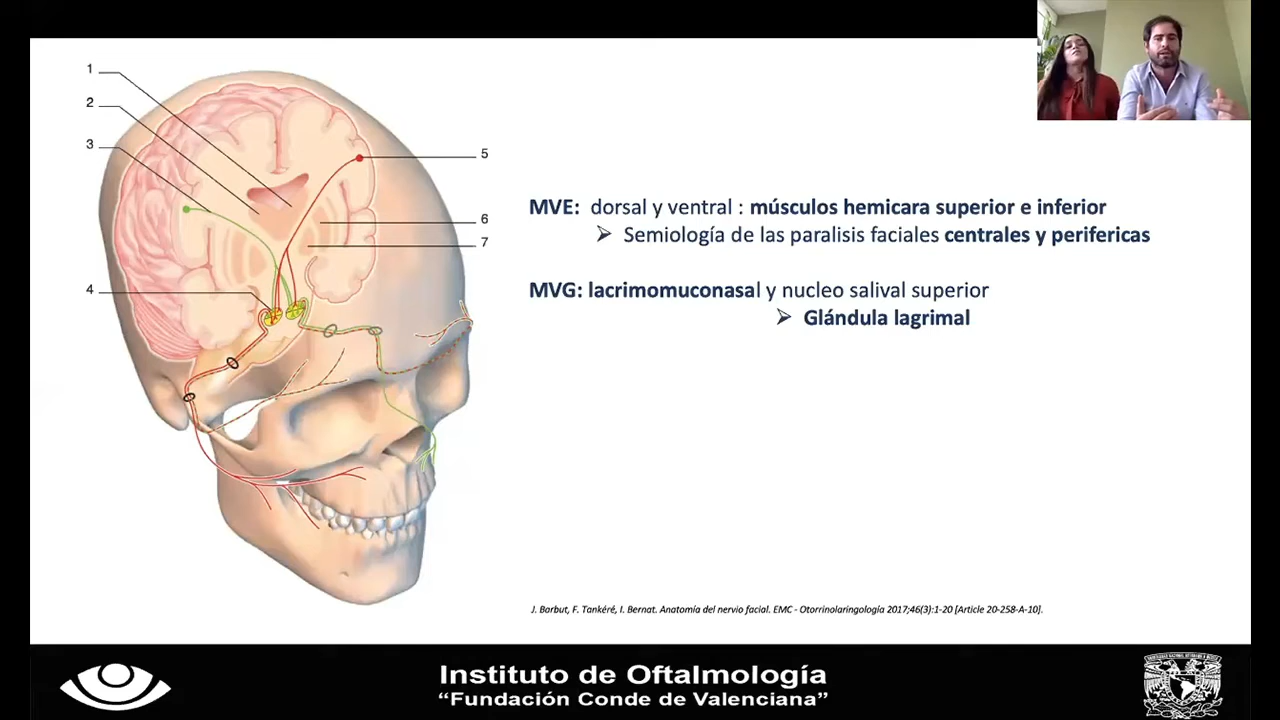 1
2
3
4
5
6
7
MVE: dorsal y ventral : músculos hemicara superior e inferior
Semiología de las paralisis faciales centrales y perifericas
MVG: lacrimomuconasal y nucleo salival superior
Glándula lagrimal
J. Barbut, F. Tankéré, I. Bernat. Anatomía del nervio facial. EMC - Otorrinolaringología 2017;46(3):1-20 [Article 20-258-A-10].
Instituto de Oftalmología
“Fundación Conde de Valenciana”